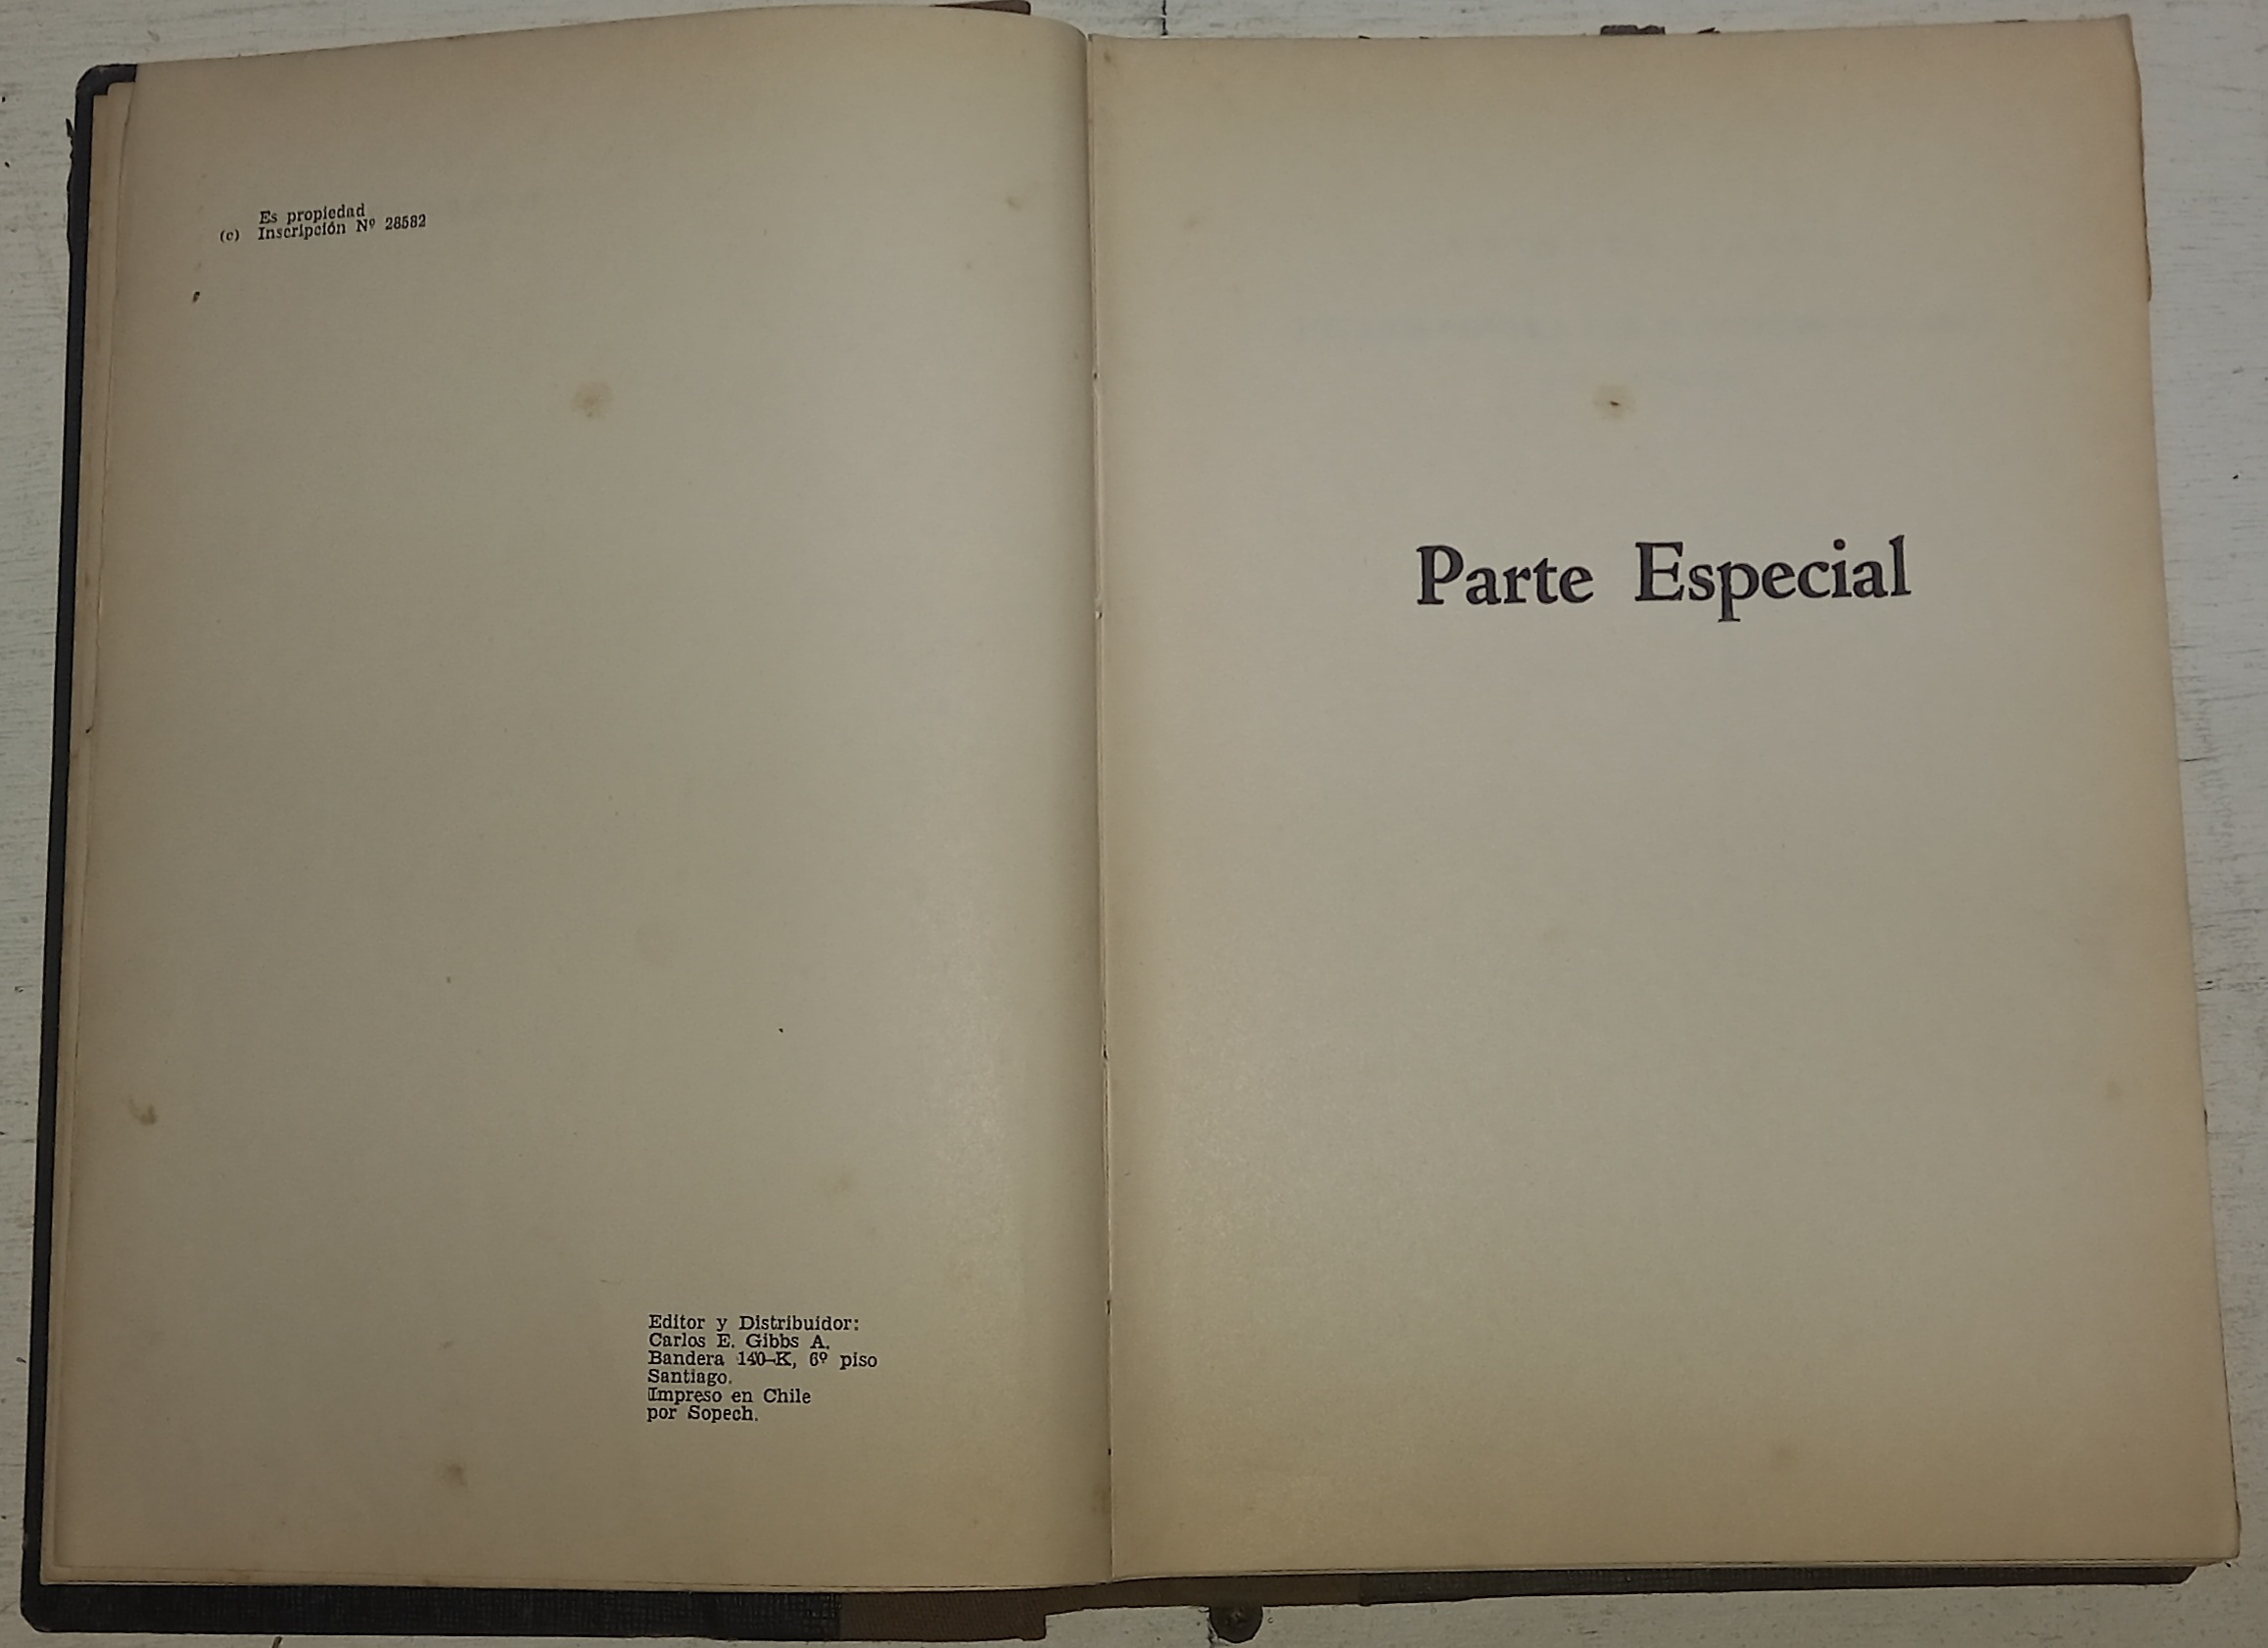 Es propiedad
(c) Inscripción Nº 28582
Editor y Distribuidor:
Carlos E. Gibbs A.
Bandera 140-K, 6º piso
Santiago.
Impreso en Chile
por Sopech.
Parte Especial